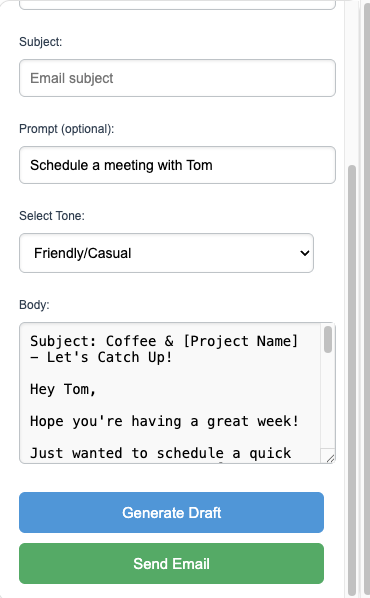 Subject:
Email subject
Prompt (optional):
Schedule a meeting with Tom
Select Tone:
Friendly/Casual
Body:
Subject: Coffee & [Project Name]
– Let's Catch Up!
Hey Tom,
Hope you're having a great week!
Just wanted to schedule a quick
Generate Draft
Send Email